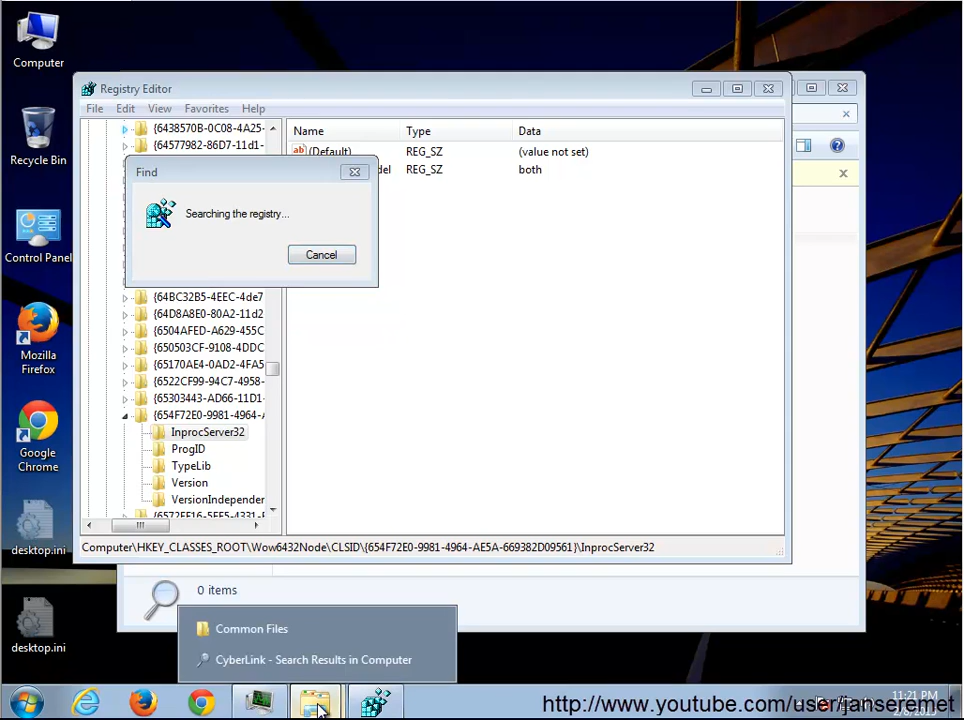 Computer
Recycle Bin
Control Panel
Mozilla
Firefox
Google
Chrome
desktop.ini
desktop.ini
Registry Editor
File Edit View Favorites Help
{6438570B-0C08-4A25-
{64577982-86D7-11d1-
Name Type Data
(Default) REG_SZ (value not set)
del REG_SZ both
Find
Searching the registry...
Cancel
{64BC32B5-4EEC-4de7
{64D8A8E0-80A2-11d2
{6504AFED-A629-455C
{650503CF-9108-4DDC
{65170AE4-0AD2-4FA5
{6522CF99-94C7-4958-
{65303443-AD66-11D1-
{654F72E0-9981-4964-A
InprocServer32
ProgID
TypeLib
Version
VersionIndepender
Computer\HKEY_CLASSES_ROOT\Wow6432Node\CLSID\{654F72E0-9981-4964-AE5A-669382D09561}\InprocServer32
0 items
Common Files
CyberLink - Search Results in Computer
http://www.youtube.com/user/ianseremet
11:21 PM